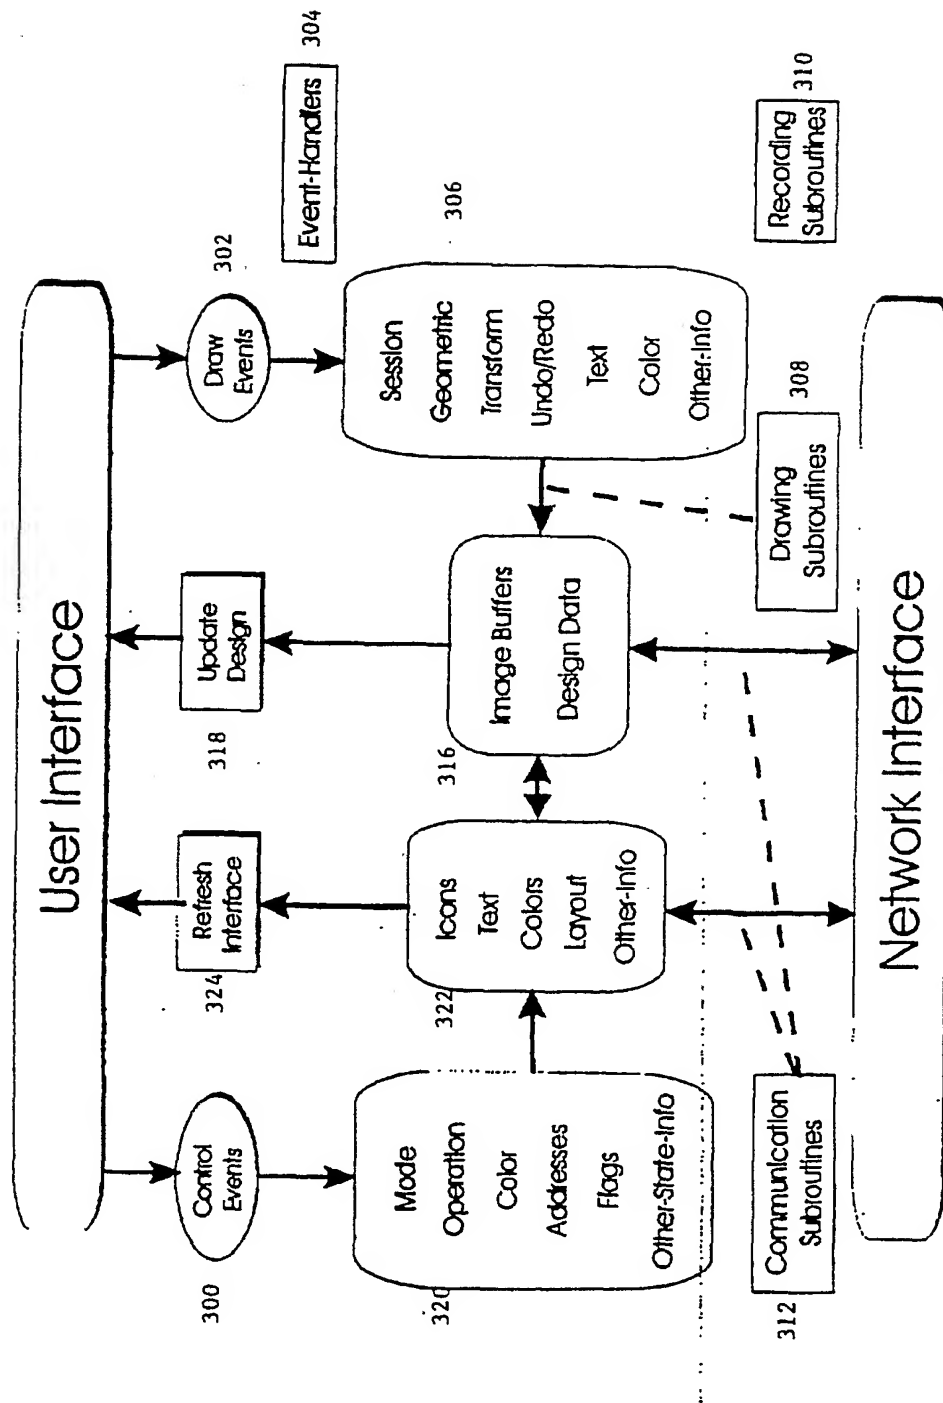 User Interface
300
Control
Events
324
Refresh
Interface
318
Update
Design
Draw
Events
302
Event-Handlers
304
320
Mode
Operation
Color
Addresses
Flags
Other-State-Info
322
Icons
Text
Colors
Layout
Other-Info
316
Image Buffers
Design Data
Session
Geometric
Transform
Undo/Redo
Text
Color
Other-Info
306
312
Communication
Subroutines
Drawing
Subroutines
308
Recording
Subroutines
310
Network Interface